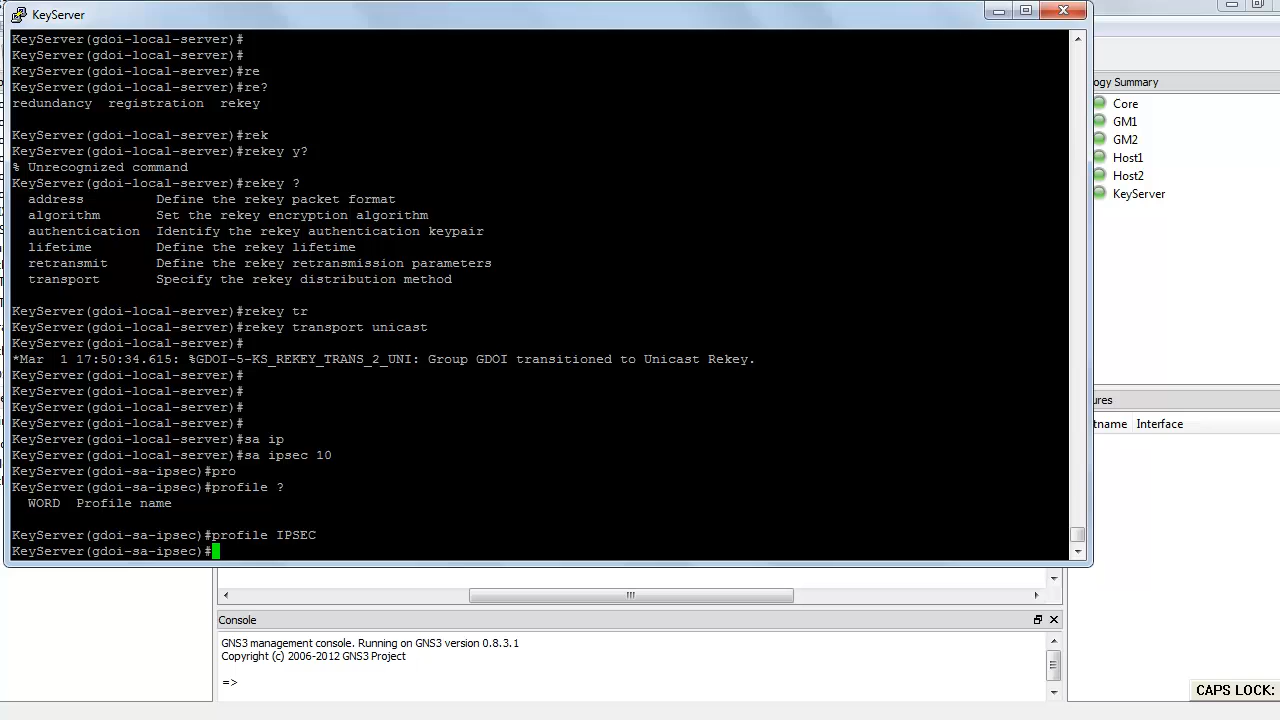 KeyServer
KeyServer(gdoi-local-server)#
KeyServer(gdoi-local-server)#
KeyServer(gdoi-local-server)#re
KeyServer(gdoi-local-server)#re?
redundancy  registration  rekey
KeyServer(gdoi-local-server)#rek
KeyServer(gdoi-local-server)#rekey y?
% Unrecognized command
KeyServer(gdoi-local-server)#rekey ?
address         Define the rekey packet format
algorithm       Set the rekey encryption algorithm
authentication  Identify the rekey authentication keypair
lifetime        Define the rekey lifetime
retransmit      Define the rekey retransmission parameters
transport       Specify the rekey distribution method
KeyServer(gdoi-local-server)#rekey tr
KeyServer(gdoi-local-server)#rekey transport unicast
KeyServer(gdoi-local-server)#
*Mar  1 17:50:34.615: %GDOI-5-KS_REKEY_TRANS_2_UNI: Group GDOI transitioned to Unicast Rekey.
KeyServer(gdoi-local-server)#
KeyServer(gdoi-local-server)#
KeyServer(gdoi-local-server)#
KeyServer(gdoi-local-server)#
KeyServer(gdoi-local-server)#sa ip
KeyServer(gdoi-local-server)#sa ipsec 10
KeyServer(gdoi-sa-ipsec)#pro
KeyServer(gdoi-sa-ipsec)#profile ?
WORD  Profile name
KeyServer(gdoi-sa-ipsec)#profile IPSEC
KeyServer(gdoi-sa-ipsec)#
ogy Summary
Core
GM1
GM2
Host1
Host2
KeyServer
ures
tname Interface
Console
GNS3 management console. Running on GNS3 version 0.8.3.1
Copyright (c) 2006-2012 GNS3 Project
=>
CAPS LOCK: